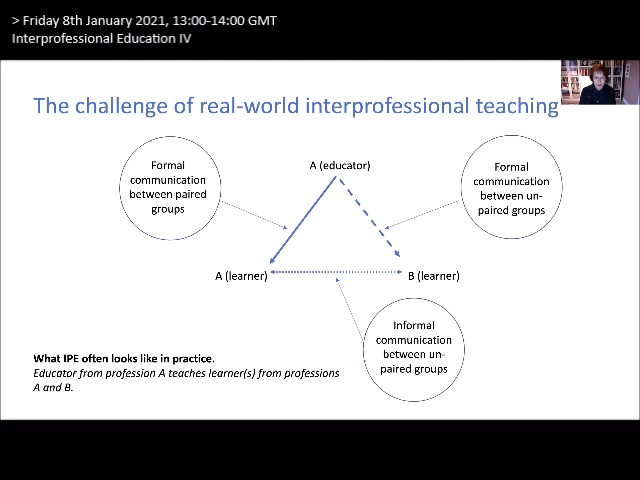 > Friday 8th January 2021, 13:00-14:00 GMT
Interprofessional Education IV
The challenge of real-world interprofessional teaching
Formal
communication
between paired
groups
A (educator)
Formal
communication
between un-
paired groups
A (learner)
B (learner)
Informal
communication
between un-
paired groups
What IPE often looks like in practice.
Educator from profession A teaches learner(s) from professions
A and B.